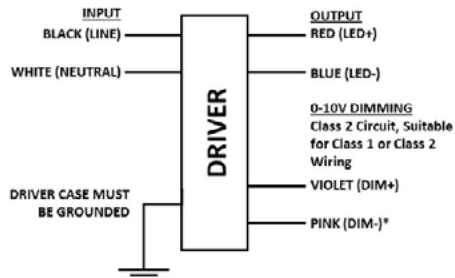 INPUT
BLACK (LINE)
WHITE (NEUTRAL)
DRIVER CASE MUST
BE GROUNDED
DRIVER
OUTPUT
RED (LED+)
BLUE (LED-)
0-10V DIMMING
Class 2 Circuit, Suitable
for Class 1 or Class 2
Wiring
VIOLET (DIM+)
PINK (DIM-)*